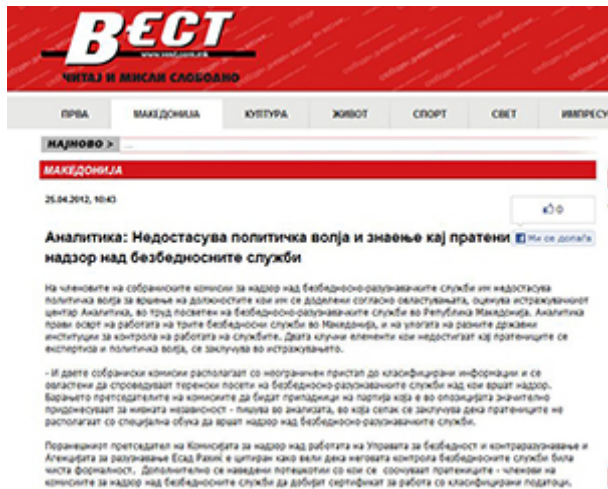 ВЕСТ
www.vest.com.mk
ЧИТАЈ И МИСЛИ СЛОБОДНО
ПРВА МАКЕДОНИЈА КУЛТУРА ЖИВОТ СПОРТ СВЕТ ИМПРЕСУ
НАЈНОВО > ...
МАКЕДОНИЈА
25.04.2012, 10:43
0
Аналитика: Недостасува политичка волја и знаење кај пратени
Ми се допаѓа
надзор над безбедносните служби
На членовите на собраниските комисии за надзор над безбедносно-разузнавачките служби им недостасува
политичка волја за вршење на должностите кои им се доделени согласно овластувањата, оценува истражувачкиот
центар Аналитика, во труд посветен на безбедносно-разузнавачките служби во Република Македонија. Аналитика
прави осврт на работата на трите безбедносни служби во Македонија, и на улогата на разните државни
институции за контрола на работата на службите. Двата клучни елементи кои недостигаат кај пратениците се
експертиза и политичка волја, се заклучува во истражувањето.
- И двете собраниски комисии располагаат со неограничен пристап до класифицирани информации и се
овластени да спроведуваат теренски посети на безбедносно-разузнавачките служби над кои вршат надзор.
Барањето претседателите на комисиите да бидат припадници на партија која е во опозицијата значително
придонесуваат за нивната независност - пишува во анализата, во која сепак се заклучува дека пратениците не
располагаат со специјална обука да вршат надзор над безбедносно-разузнавачките служби.
Поранешниот претседател на Комисијата за надзор над работата на Управата за безбедност и контраразузнавање и
Агенцијата за разузнавање Есад Рахиќ е цитиран како вели дека неговата контрола безбедносните служби била
чиста формалност. Дополнително се наведени потешкотии со кои се соочуваат пратениците - членови на
комисиите за надзор над безбедносните служби да добијат сертификат за работа со класифицирани податоци.